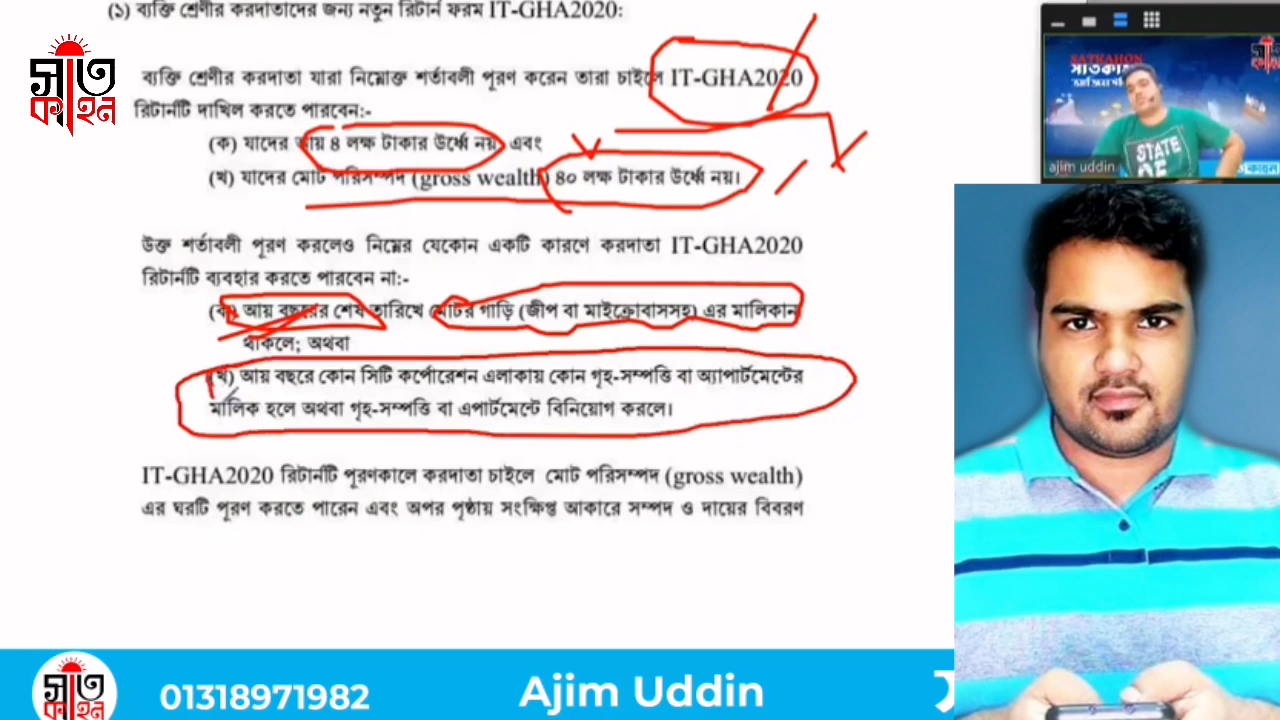 (১) ব্যক্তি শ্রেণীর করদাতাদের জন্য নতুন রিটার্ন ফরম IT-GHA2020:
ব্যক্তি শ্রেণীর করদাতা যারা নিম্নোক্ত শর্তাবলী পূরণ করেন তারা চাইলে IT-GHA2020
রিটার্নটি দাখিল করতে পারবেন:-
(ক) যাদের আয় ৪ লক্ষ টাকার উর্ধ্বে নয় এবং
(খ) যাদের মোট পরিসম্পদ (gross wealth) ৪০ লক্ষ টাকার উর্ধ্বে নয়।
উক্ত শর্তাবলী পূরণ করলেও নিম্নের যেকোন একটি কারণে করদাতা IT-GHA2020
রিটার্নটি ব্যবহার করতে পারবেন না:-
(ক) আয় বছরের শেষ তারিখে মোটর গাড়ি (জীপ বা মাইক্রোবাসসহ) এর মালিকানা
থাকলে; অথবা
(খ) আয় বছরে কোন সিটি কর্পোরেশন এলাকায় কোন গৃহ-সম্পত্তি বা অ্যাপার্টমেন্টের
মালিক হলে অথবা গৃহ-সম্পত্তি বা এপার্টমেন্টে বিনিয়োগ করলে।
IT-GHA2020 রিটার্নটি পূরণকালে করদাতা চাইলে মোট পরিসম্পদ (gross wealth)
এর ঘরটি পূরণ করতে পারেন এবং অপর পৃষ্ঠায় সংক্ষিপ্ত আকারে সম্পদ ও দায়ের বিবরণ
সাত
কাহন
SATKAHON
STATE
OF
ajim uddin
সাত
কাহন
01318971982
Ajim Uddin